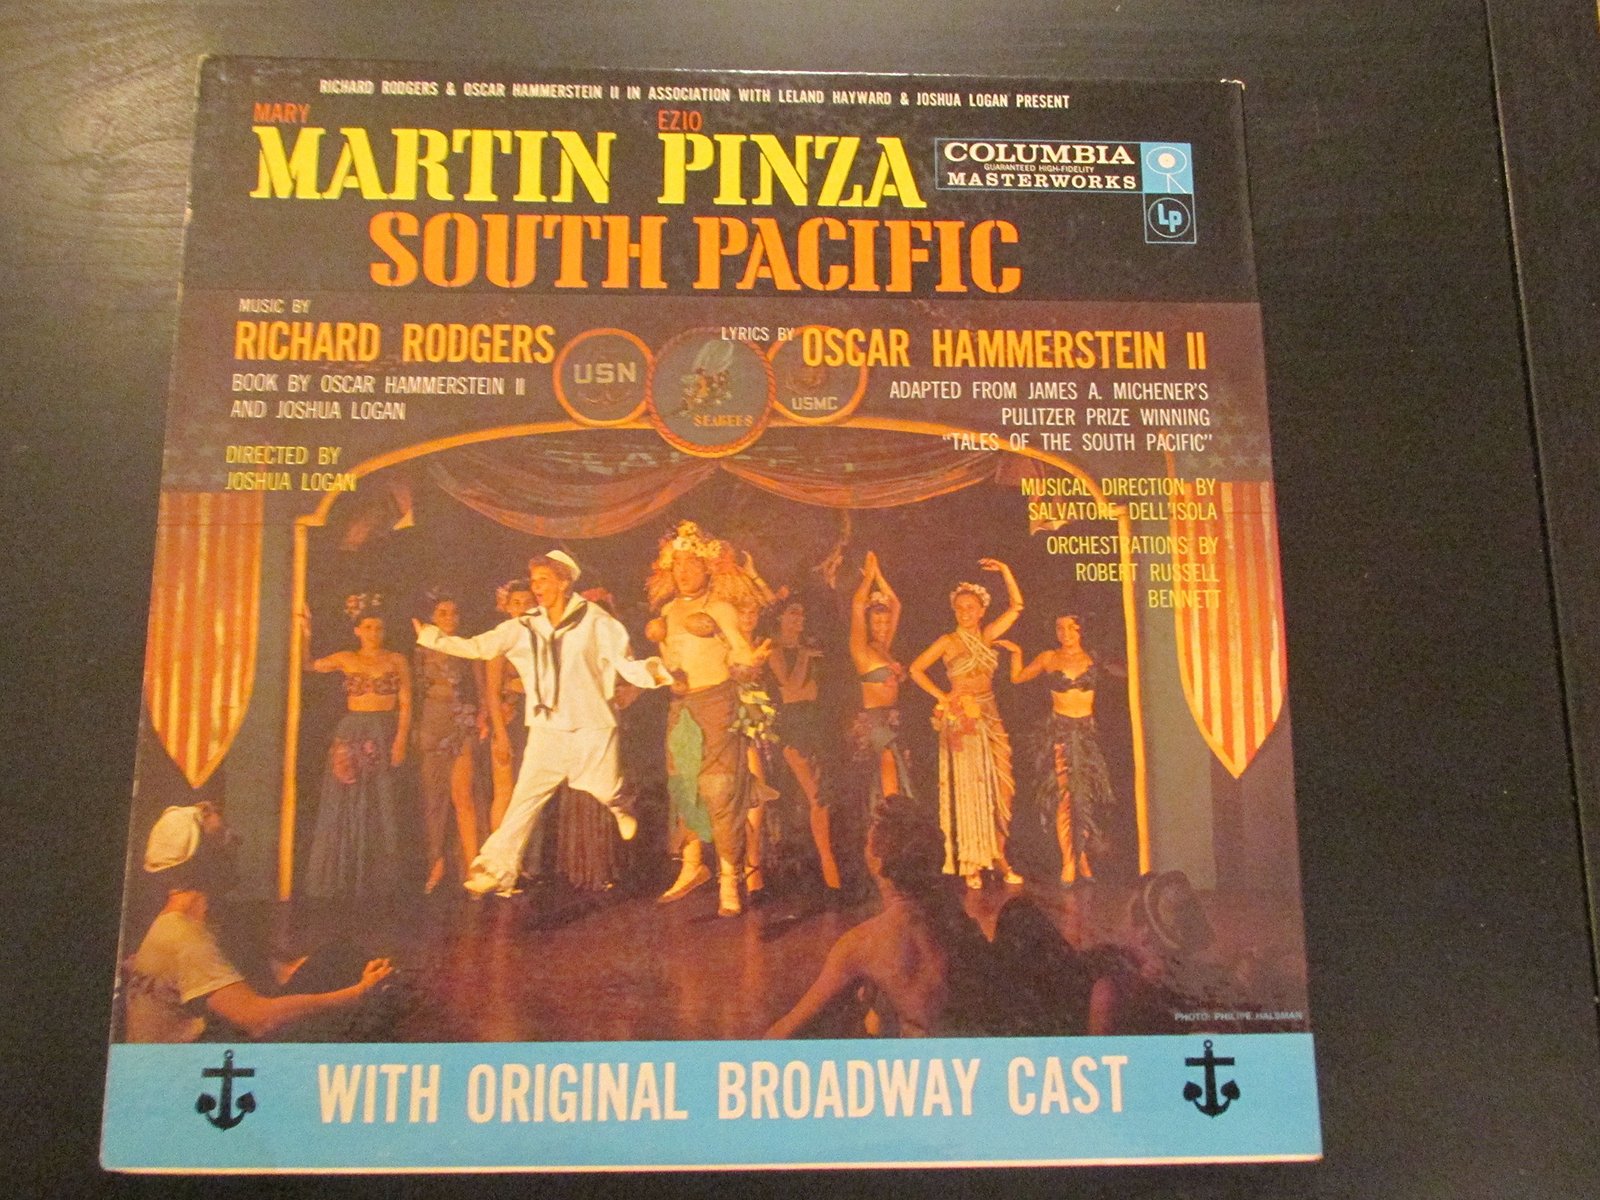 RICHARD RODGERS & OSCAR HAMMERSTEIN II IN ASSOCIATION WITH LELAND HAYWARD & JOSHUA LOGAN PRESENT
MARY
EZIO
MARTIN PINZA
COLUMBIA
GUARANTEED HIGH-FIDELITY
MASTERWORKS
Lp
SOUTH PACIFIC
MUSIC BY
RICHARD RODGERS
LYRICS BY OSCAR HAMMERSTEIN II
BOOK BY OSCAR HAMMERSTEIN II
AND JOSHUA LOGAN
USN
SEABEES
USMC
ADAPTED FROM JAMES A. MICHENER'S
PULITZER PRIZE WINNING
"TALES OF THE SOUTH PACIFIC"
DIRECTED BY
JOSHUA LOGAN
MUSICAL DIRECTION BY
SALVATORE DELL'ISOLA
ORCHESTRATIONS BY
ROBERT RUSSELL
BENNETT
PHOTO: PHILIPE HALSMAN
WITH ORIGINAL BROADWAY CAST